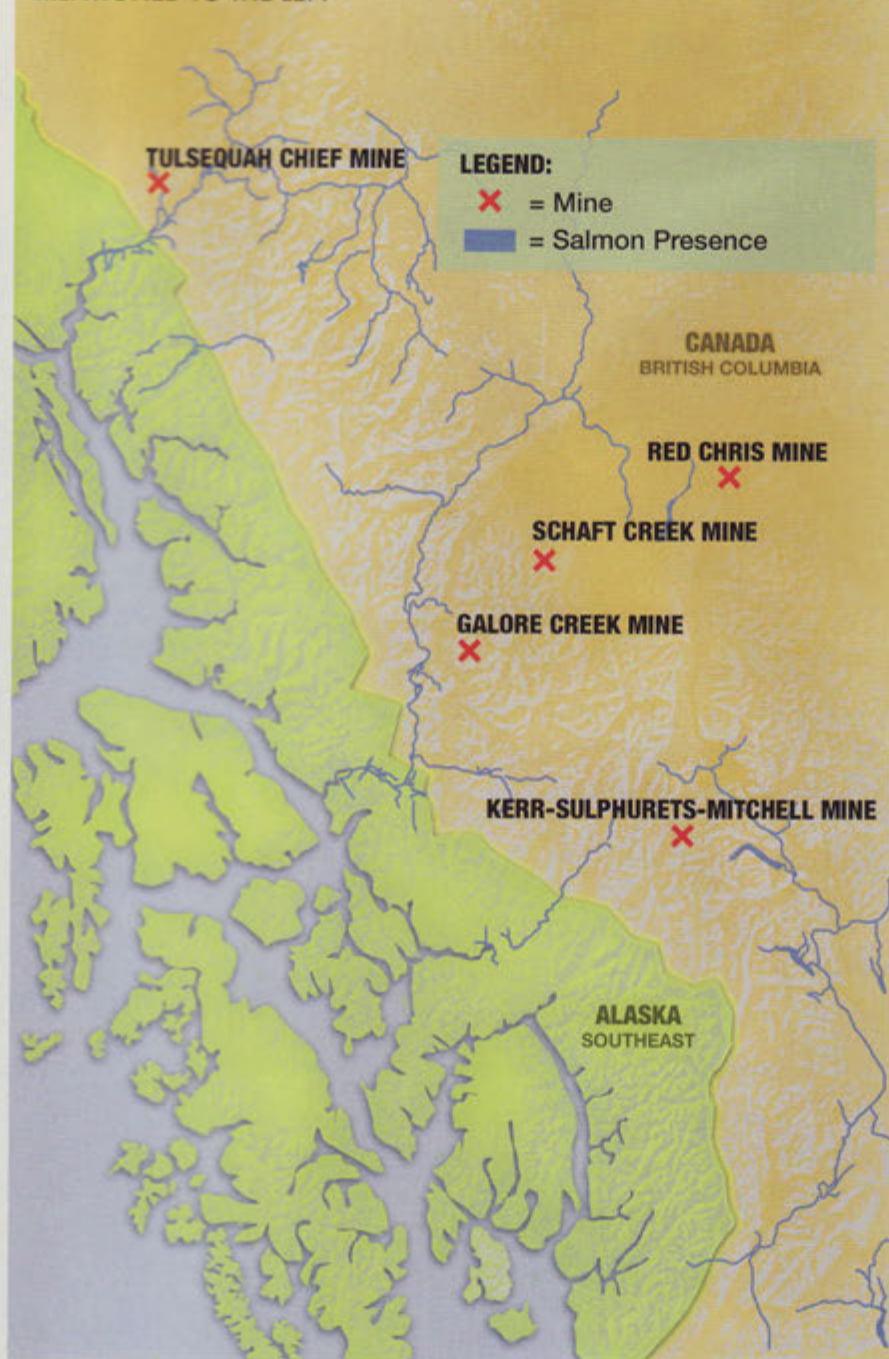 TULSEQUAH CHIEF MINE
LEGEND:
= Mine
= Salmon Presence
CANADA
BRITISH COLUMBIA
RED CHRIS MINE
SCHAFT CREEK MINE
GALORE CREEK MINE
KERR-SULPHURETS-MITCHELL MINE
ALASKA
SOUTHEAST